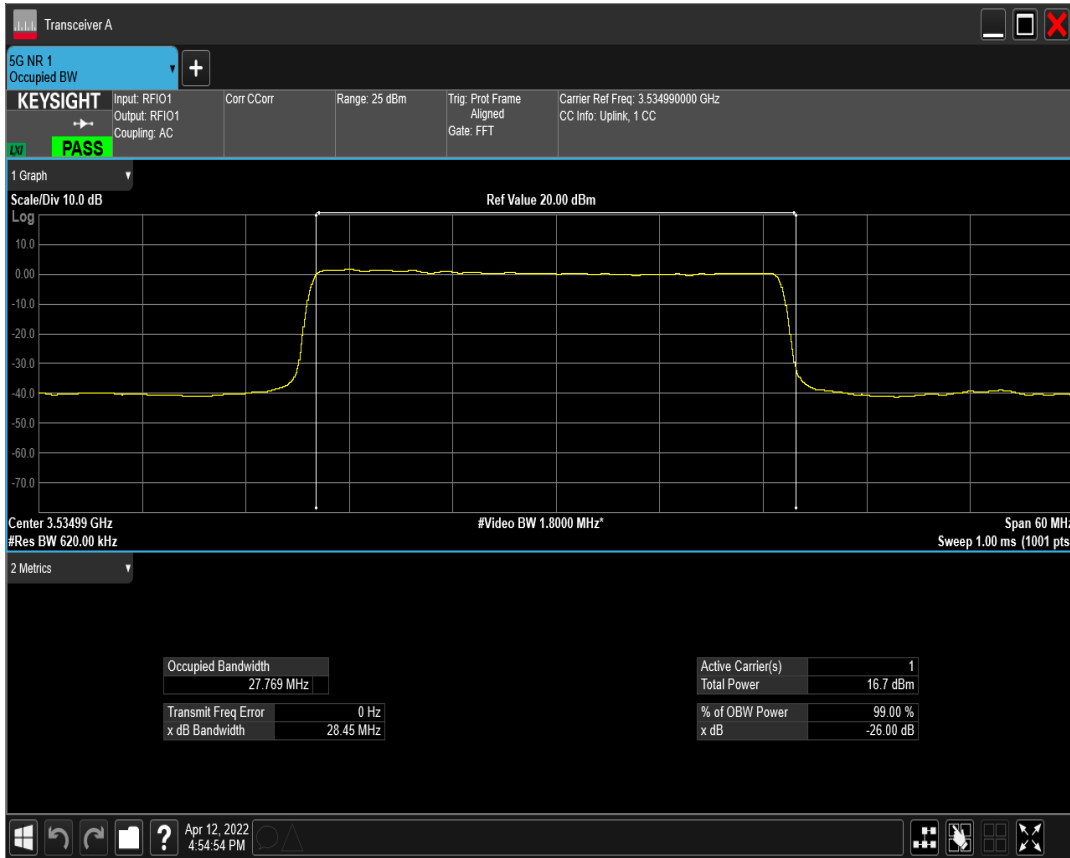 Transceiver A
5G NR 1
Occupied BW
+
KEYSIGHT
LXI
PASS
Input: RFIO1
Output: RFIO1
Coupling: AC
Corr CCorr
Range: 25 dBm
Trig: Prot Frame
Aligned
Gate: FFT
Carrier Ref Freq: 3.534990000 GHz
CC Info: Uplink, 1 CC
1 Graph
Scale/Div 10.0 dB
Ref Value 20.00 dBm
Log
10.0
0.00
-10.0
-20.0
-30.0
-40.0
-50.0
-60.0
-70.0
Center 3.53499 GHz
#Video BW 1.8000 MHz*
Span 60 MHz
#Res BW 620.00 kHz
Sweep 1.00 ms (1001 pts
2 Metrics
Occupied Bandwidth
27.769 MHz
Transmit Freq Error 0 Hz
x dB Bandwidth 28.45 MHz
Active Carrier(s) 1
Total Power 16.7 dBm
% of OBW Power 99.00 %
x dB -26.00 dB
?
Apr 12, 2022
4:54:54 PM